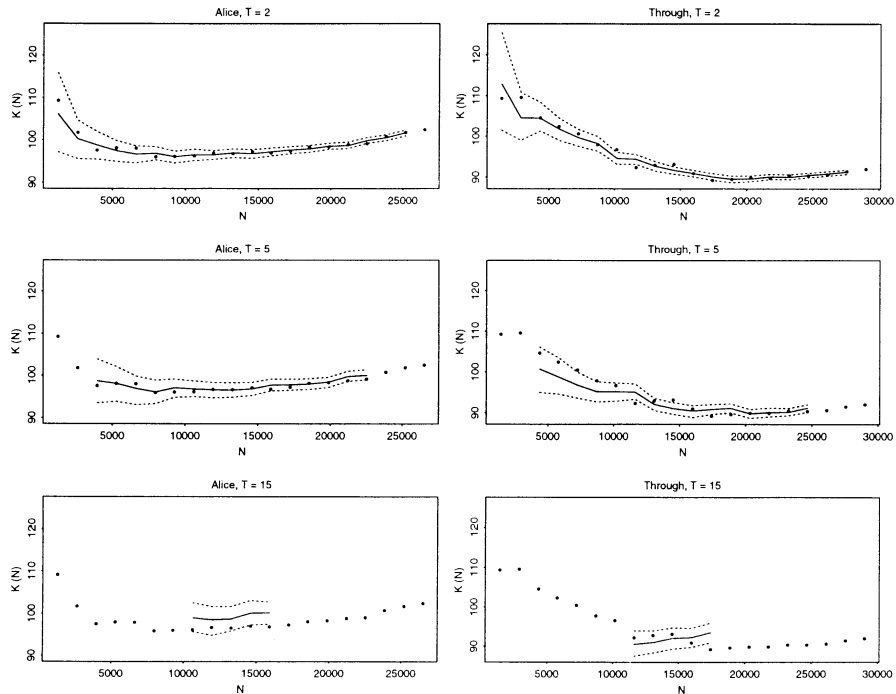 Alice, T = 2
K (N)
90 100 110 120
5000 10000 15000 20000 25000
N
Through, T = 2
K (N)
90 100 110 120
5000 10000 15000 20000 25000 30000
N
Alice, T = 5
K (N)
90 100 110 120
5000 10000 15000 20000 25000
N
Through, T = 5
K (N)
90 100 110 120
5000 10000 15000 20000 25000 30000
N
Alice, T = 15
K (N)
90 100 110 120
5000 10000 15000 20000 25000
N
Through, T = 15
K (N)
90 100 110 120
5000 10000 15000 20000 25000 30000
N